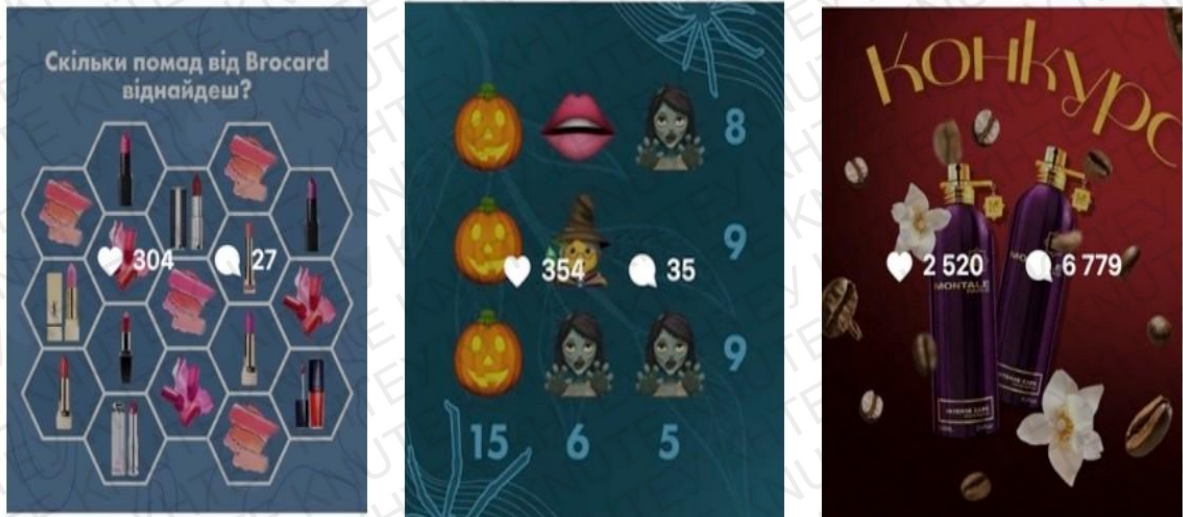 Скільки помад від Brocard
віднайдеш?
304 27
8
9
354 35
9
15 6 5
Конкурс
2 520 6 779
MONTALE
PARIS